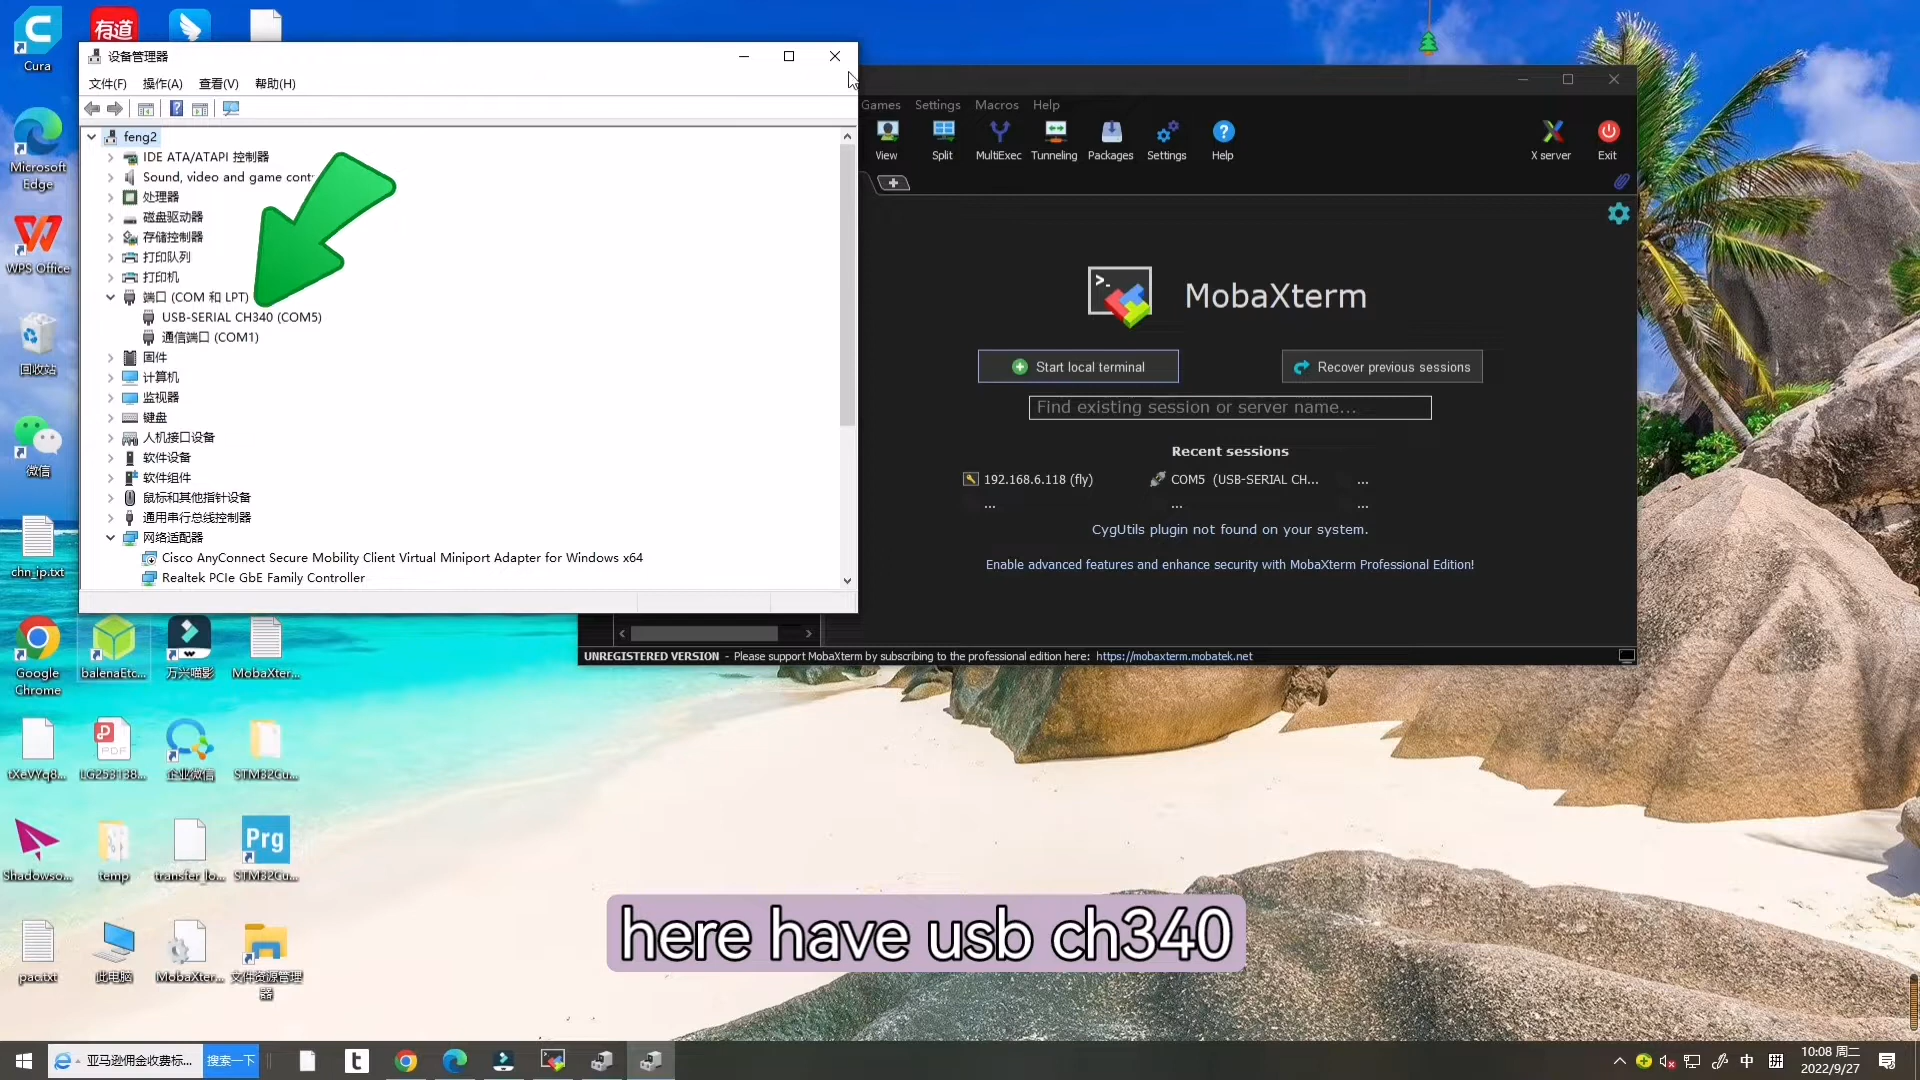 Cura
有道
设备管理器
文件(F) 操作(A) 查看(V) 帮助(H)
feng2
IDE ATA/ATAPI 控制器
Sound, video and game cont
处理器
磁盘驱动器
存储控制器
打印队列
打印机
端口 (COM 和 LPT)
USB-SERIAL CH340 (COM5)
通信端口 (COM1)
固件
计算机
监视器
键盘
人机接口设备
软件设备
软件组件
鼠标和其他指针设备
通用串行总线控制器
网络适配器
Cisco AnyConnect Secure Mobility Client Virtual Miniport Adapter for Windows x64
Realtek PCIe GbE Family Controller
Games Settings Macros Help
View Split MultiExec Tunneling Packages Settings Help
X server Exit
MobaXterm
Start local terminal
Recover previous sessions
Find existing session or server name...
Recent sessions
192.168.6.118 (fly) COM5 (USB-SERIAL CH... ...
... ... ...
CygUtils plugin not found on your system.
Enable advanced features and enhance security with MobaXterm Professional Edition!
UNREGISTERED VERSION - Please support MobaXterm by subscribing to the professional edition here: https://mobaxterm.mobatek.net
Microsoft
Edge
WPS Office
回收站
微信
chn_ip.txt
Google
Chrome
balenaEtc...
万兴喵影
MobaXter...
tXeVYq8...
PDF
LG253138...
企业微信
STM32Cu...
Shadowso...
temp
transfer_lo...
Prg
STM32Cu...
pac.txt
此电脑
MobaXter...
文件资源管理
器
here have usb ch340
亚马逊佣金收费标... 搜索一下
中
拼
10:08 周二
2022/9/27